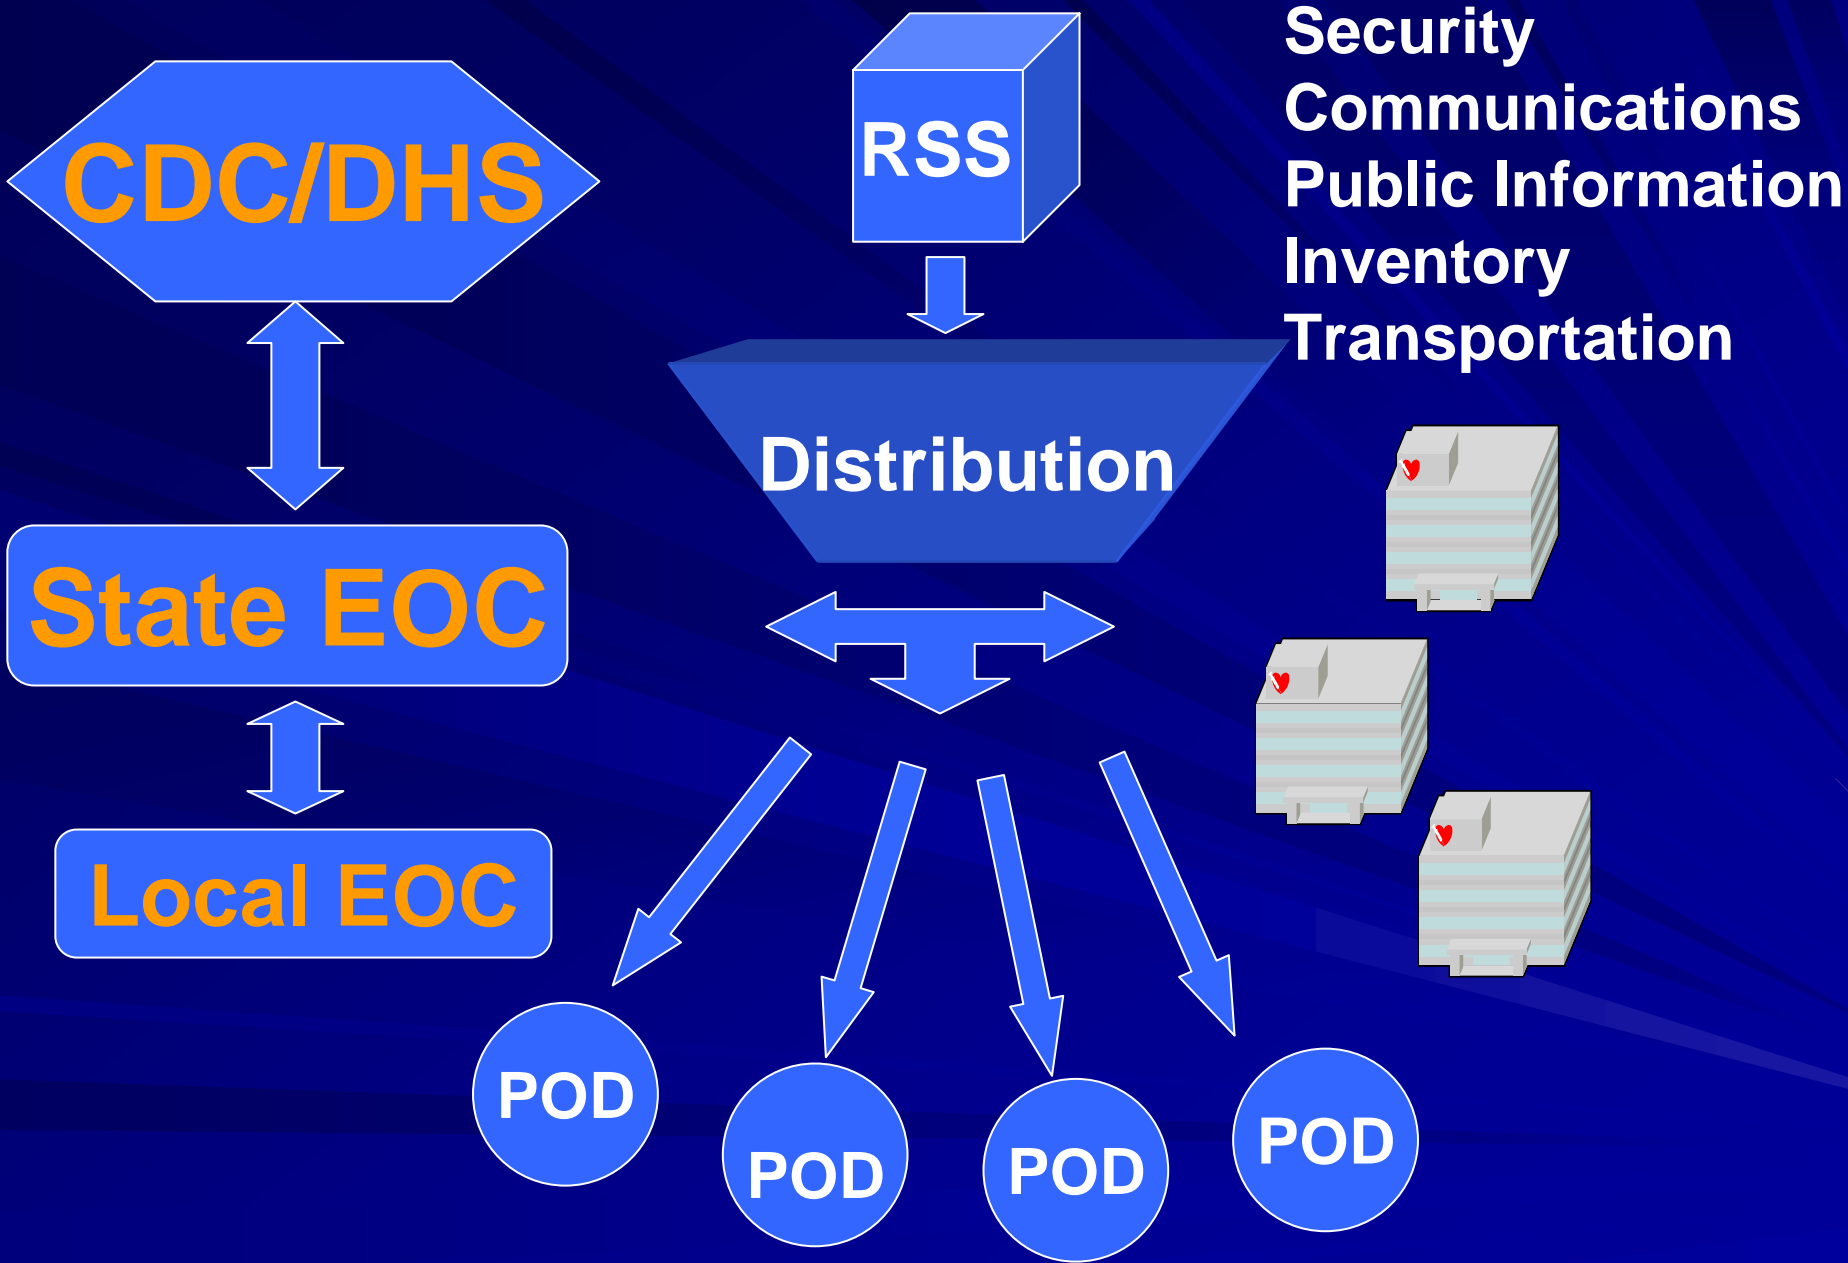 CDC/DHS
State EOC
Local EOC
RSS
Distribution
POD
POD
POD
POD
Security
Communications
Public Information
Inventory
Transportation